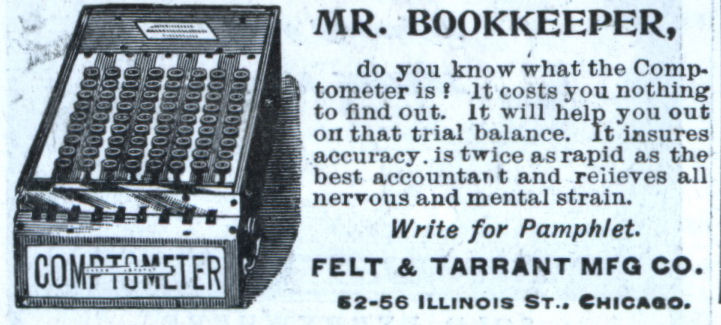 MR. BOOKKEEPER,
do you know what the Comp-
tometer is? It costs you nothing
to find out. It will help you out
on that trial balance. It insures
accuracy, is twice as rapid as the
best accountant and relieves all
nervous and mental strain.
Write for Pamphlet.
FELT & TARRANT MFG CO.
52-56 ILLINOIS ST., CHICAGO.
COMPTOMETER